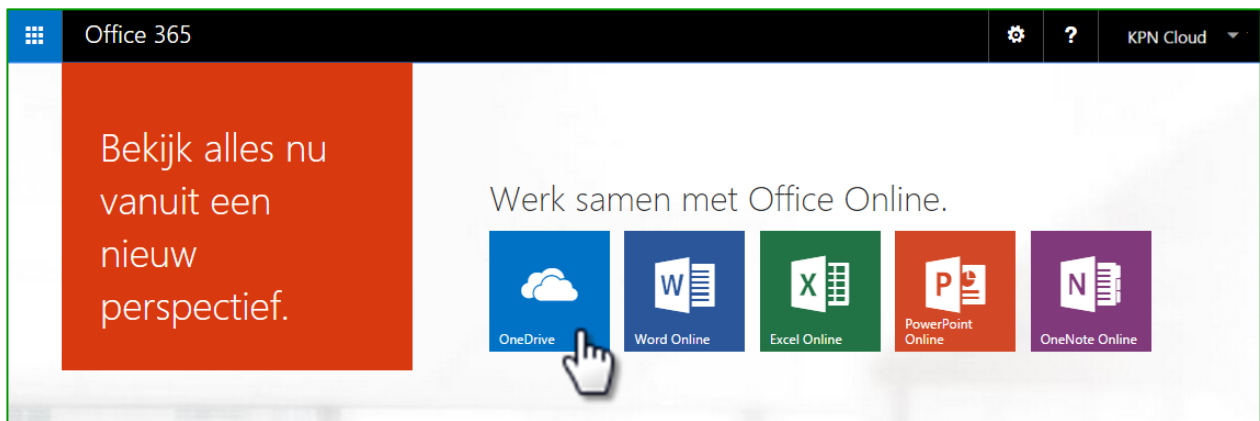 Office 365
?
KPN Cloud
Bekijk alles nu
vanuit een
nieuw
perspectief.
Werk samen met Office Online.
OneDrive
W
Word Online
X
Excel Online
P
PowerPoint
Online
N
OneNote Online